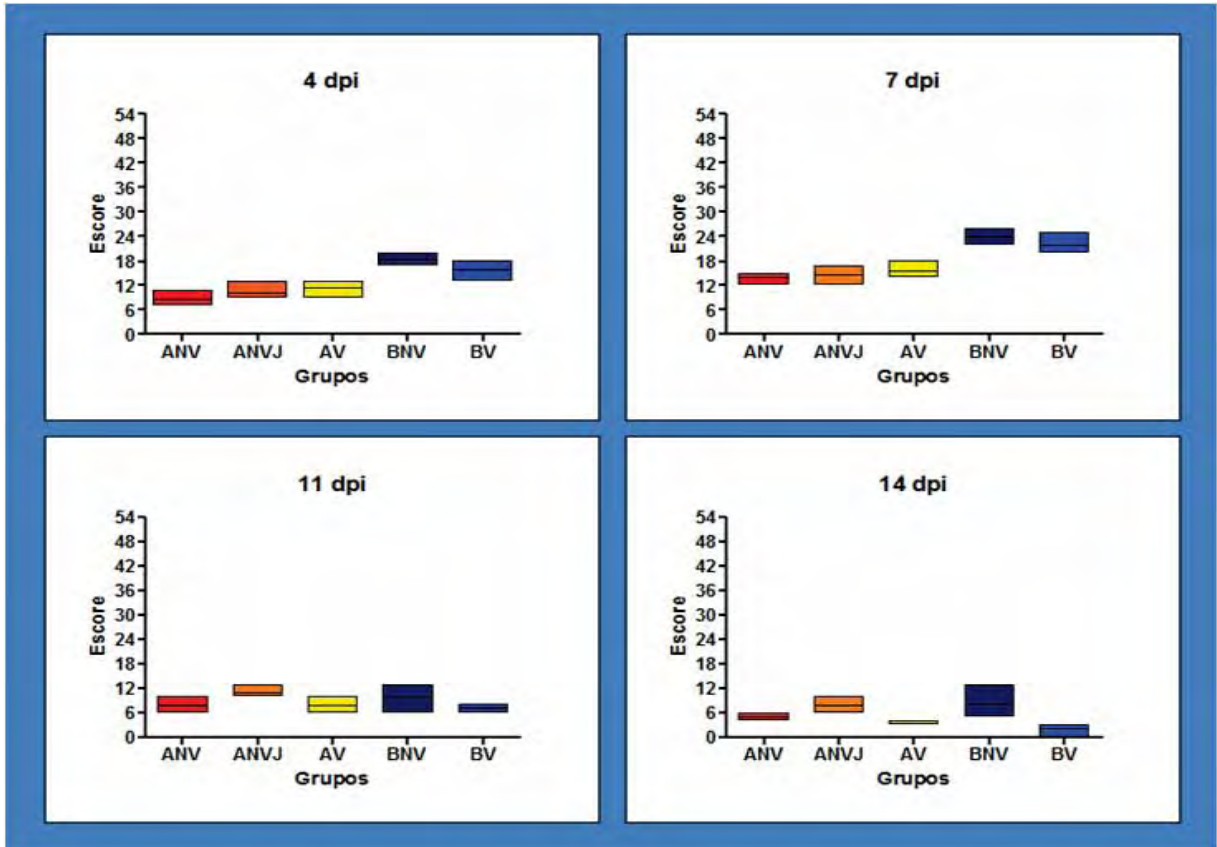 4 dpi
54
48
42
36
30
24
18
12
6
0
Escore
ANV ANVJ AV BNV BV
Grupos
7 dpi
54
48
42
36
30
24
18
12
6
0
Escore
ANV ANVJ AV BNV BV
Grupos
11 dpi
54
48
42
36
30
24
18
12
6
0
Escore
ANV ANVJ AV BNV BV
Grupos
14 dpi
54
48
42
36
30
24
18
12
6
0
Escore
ANV ANVJ AV BNV BV
Grupos